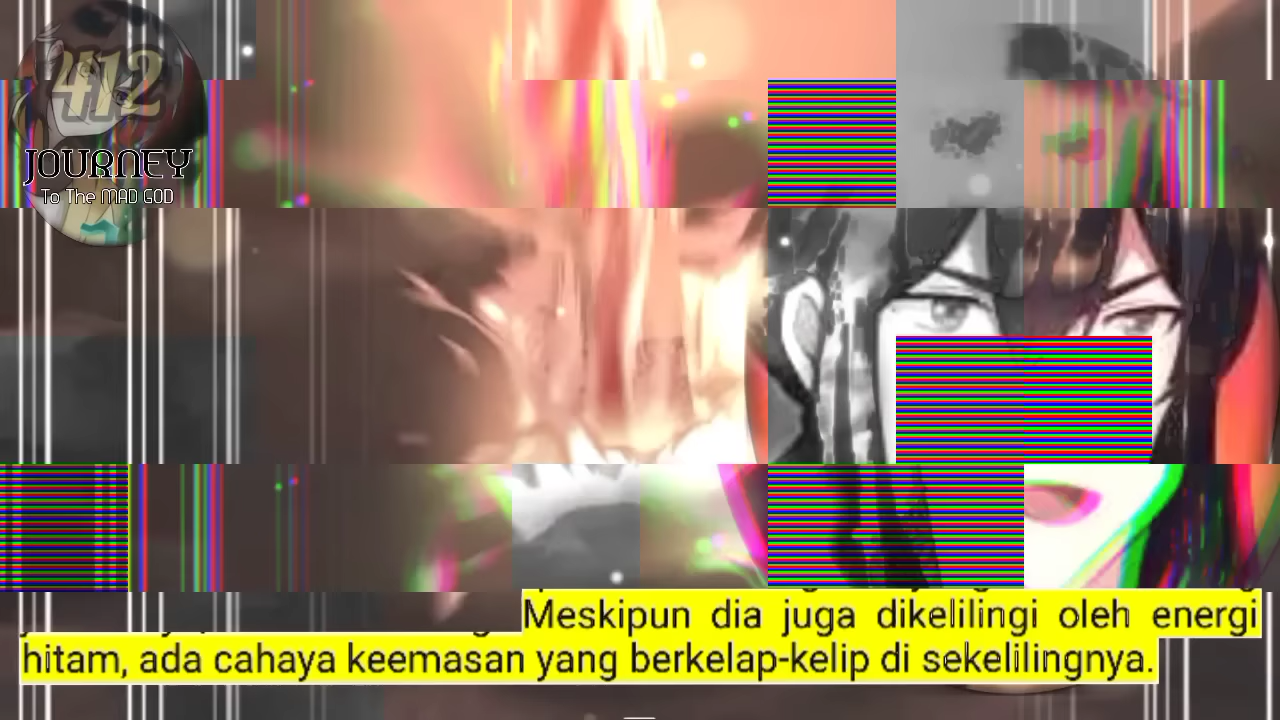 412
JOURNEY
To The MAD GOD
Meskipun dia juga dikelilingi oleh energi
hitam, ada cahaya keemasan yang berkelap-kelip di sekelilingnya.